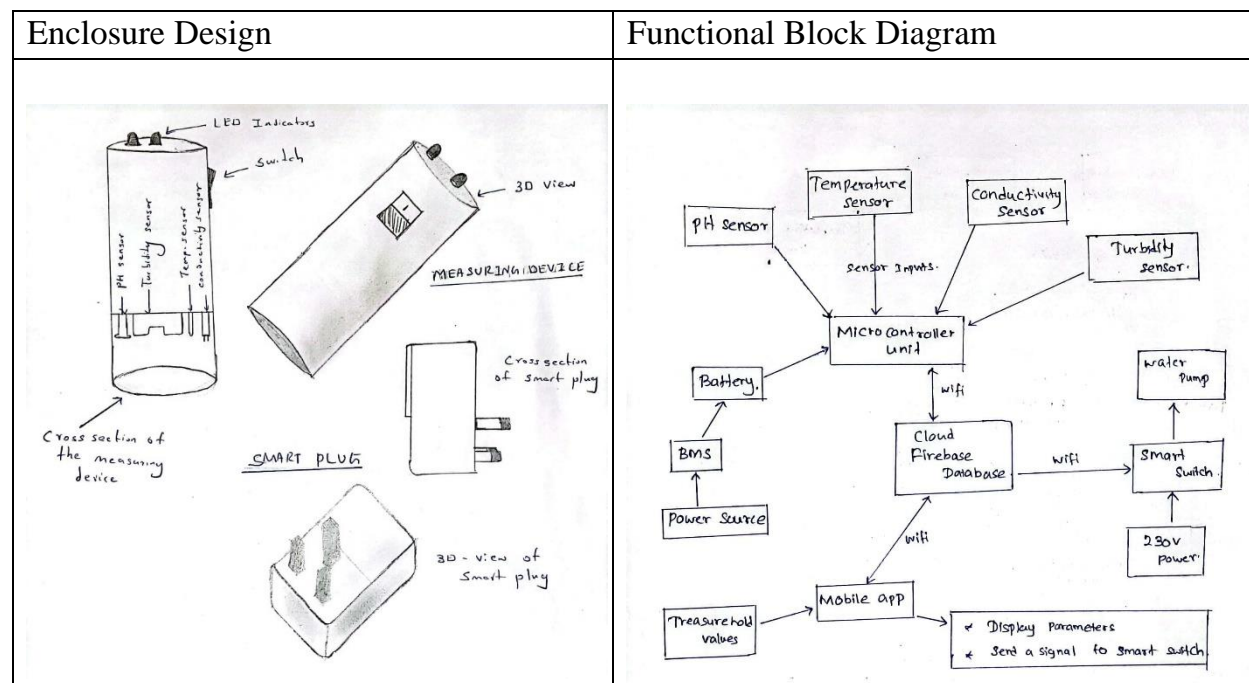 Enclosure Design
Functional Block Diagram
LED Indicators
Switch
3D View
PH sensor
Turbidity sensor
Temp. sensor
conductivity sensor
MEASURING DEVICE
Cross section
of smart plug
Cross section of
the measuring
device
SMART PLUG
3D-view of
Smart plug
Temperature
sensor
Conductivity
Sensor
pH sensor
Turbidity
sensor.
Sensor Inputs.
Microcontroller
unit
Battery.
wifi
water
Pump
Cloud
Firebase
Database
wifi
Smart
Switch.
BMS
Power Source
wifi
230V
Power.
Mobile app
Treasurehold
values
* Display Parameters
* Send a signal to smart switch